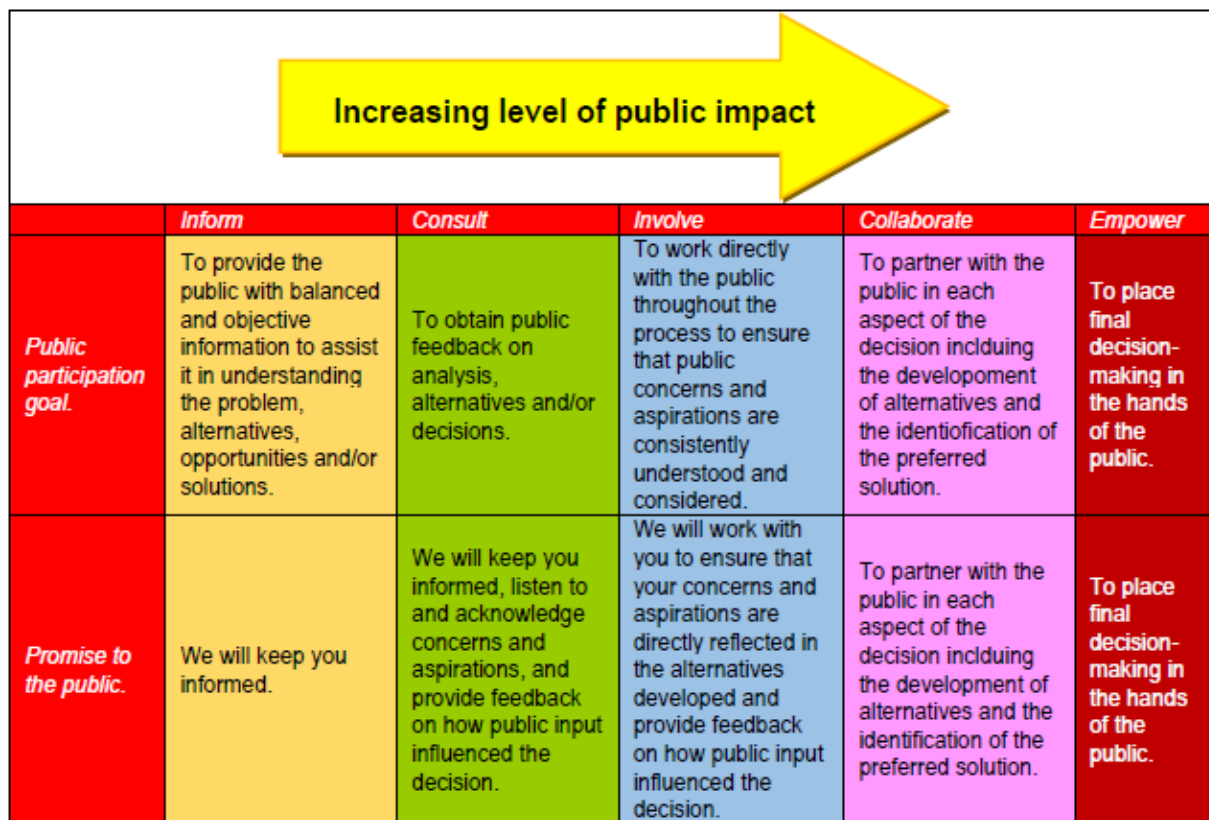 Increasing level of public impact
Inform
Consult
Involve
Collaborate
Empower
Public
participation
goal.
To provide the
public with balanced
and objective
information to assist
it in understanding
the problem,
alternatives,
opportunities and/or
solutions.
To obtain public
feedback on
analysis,
alternatives and/or
decisions.
To work directly
with the public
throughout the
process to ensure
that public
concerns and
aspirations are
consistently
understood and
considered.
To partner with the
public in each
aspect of the
decision inclduing
the developoment
of alternatives and
the identiofication of
the preferred
solution.
To place
final
decision-
making in
the hands
of the
public.
Promise to
the public.
We will keep you
informed.
We will keep you
informed, listen to
and acknowledge
concerns and
aspirations, and
provide feedback
on how public input
influenced the
decision.
We will work with
you to ensure that
your concerns and
aspirations are
directly reflected in
the alternatives
developed and
provide feedback
on how public input
influenced the
decision.
To partner with the
public in each
aspect of the
decision inclduing
the development of
alternatives and the
identification of the
preferred solution.
To place
final
decision-
making in
the hands
of the
public.